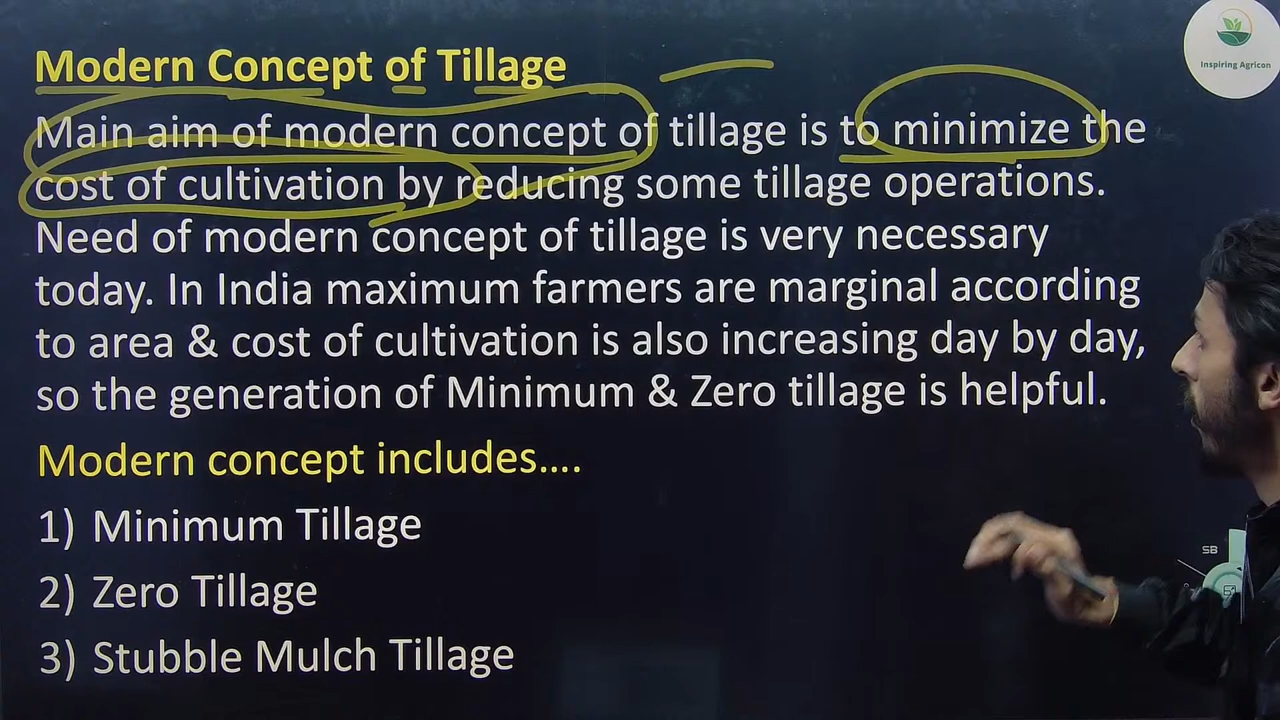 Modern Concept of Tillage
Inspiring Agricon
Main aim of modern concept of tillage is to minimize the
cost of cultivation by reducing some tillage operations.
Need of modern concept of tillage is very necessary
today. In India maximum farmers are marginal according
to area & cost of cultivation is also increasing day by day,
so the generation of Minimum & Zero tillage is helpful.
Modern concept includes....
1) Minimum Tillage
2) Zero Tillage
3) Stubble Mulch Tillage
SB